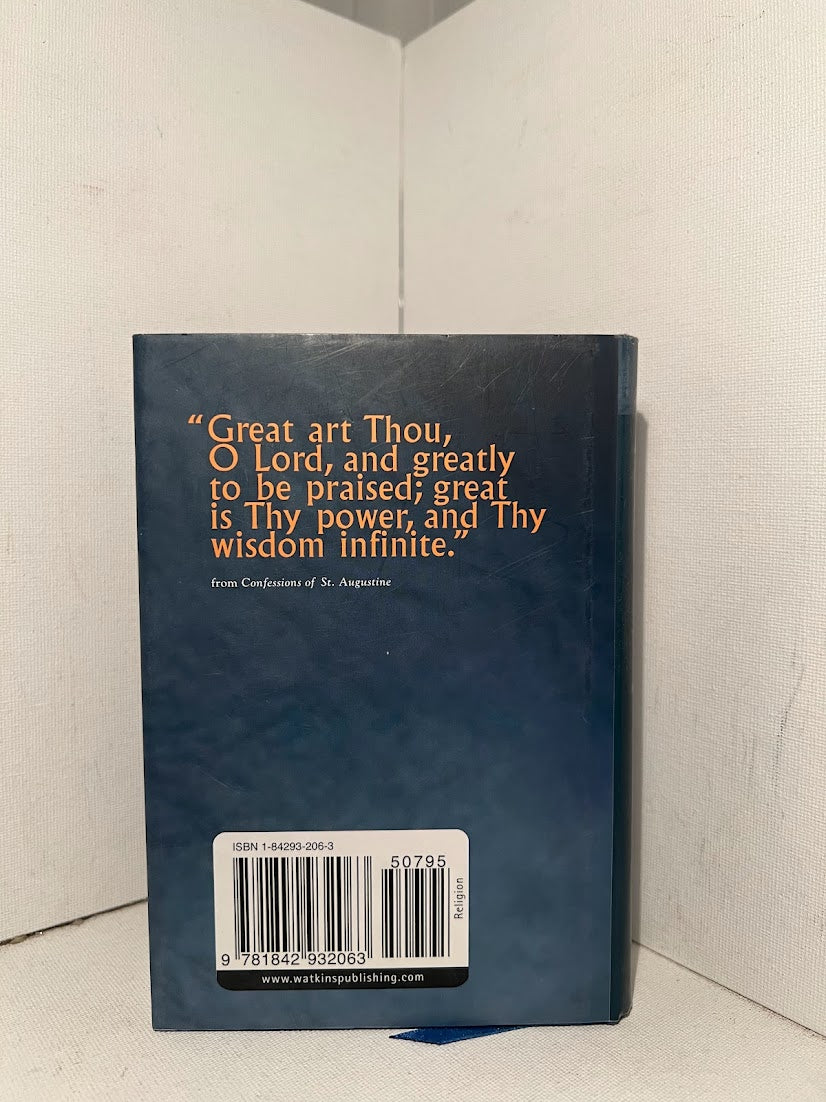 “Great art Thou,
O Lord, and greatly
to be praised; great
is Thy power, and Thy
wisdom infinite.”
from Confessions of St. Augustine
ISBN 1-84293-206-3
50795
Religion
9 781842 932063
www.watkinspublishing.com